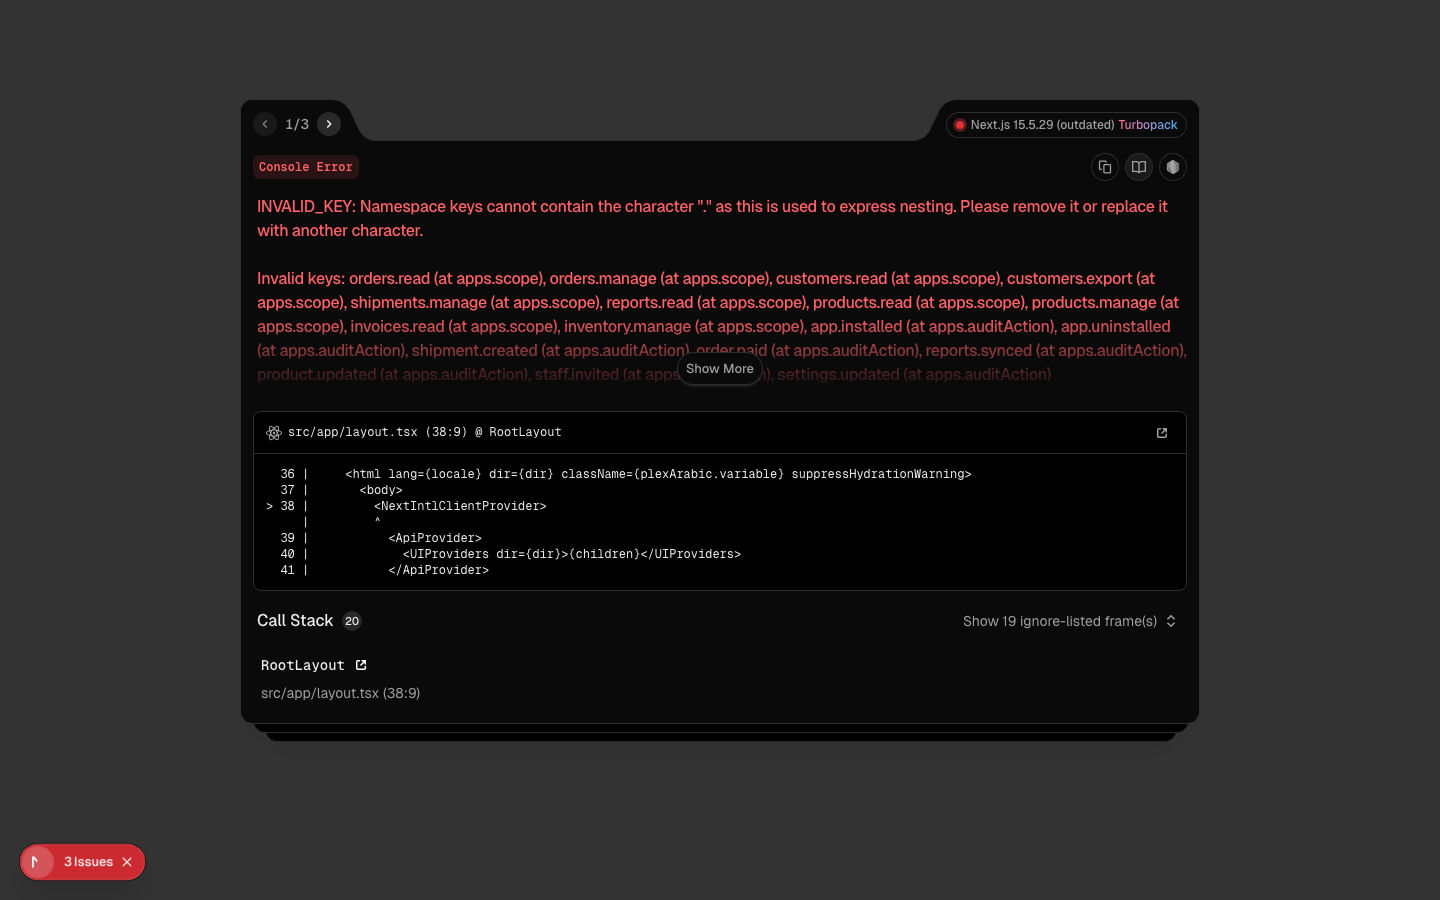 1/3
Next.js 15.5.29 (outdated) Turbopack
Console Error
INVALID_KEY: Namespace keys cannot contain the character "." as this is used to express nesting. Please remove it or replace it
with another character.
Invalid keys: orders.read (at apps.scope), orders.manage (at apps.scope), customers.read (at apps.scope), customers.export (at
apps.scope), shipments.manage (at apps.scope), reports.read (at apps.scope), products.read (at apps.scope), products.manage (at
apps.scope), invoices.read (at apps.scope), inventory.manage (at apps.scope), app.installed (at apps.auditAction), app.uninstalled
(at apps.auditAction), shipment.created (at apps.auditAction), order.paid (at apps.auditAction), reports.synced (at apps.auditAction),
product.updated (at apps.auditAction), staff.invited (at apps), settings.updated (at apps.auditAction)
Show More
src/app/layout.tsx (38:9) @ RootLayout
36 |     <html lang={locale} dir={dir} className={plexArabic.variable} suppressHydrationWarning>
37 |       <body>
> 38 |         <NextIntlClientProvider>
|         ^
39 |           <ApiProvider>
40 |             <UIProviders dir={dir}>{children}</UIProviders>
41 |           </ApiProvider>
Call Stack 20
Show 19 ignore-listed frame(s)
RootLayout
src/app/layout.tsx (38:9)
3 Issues